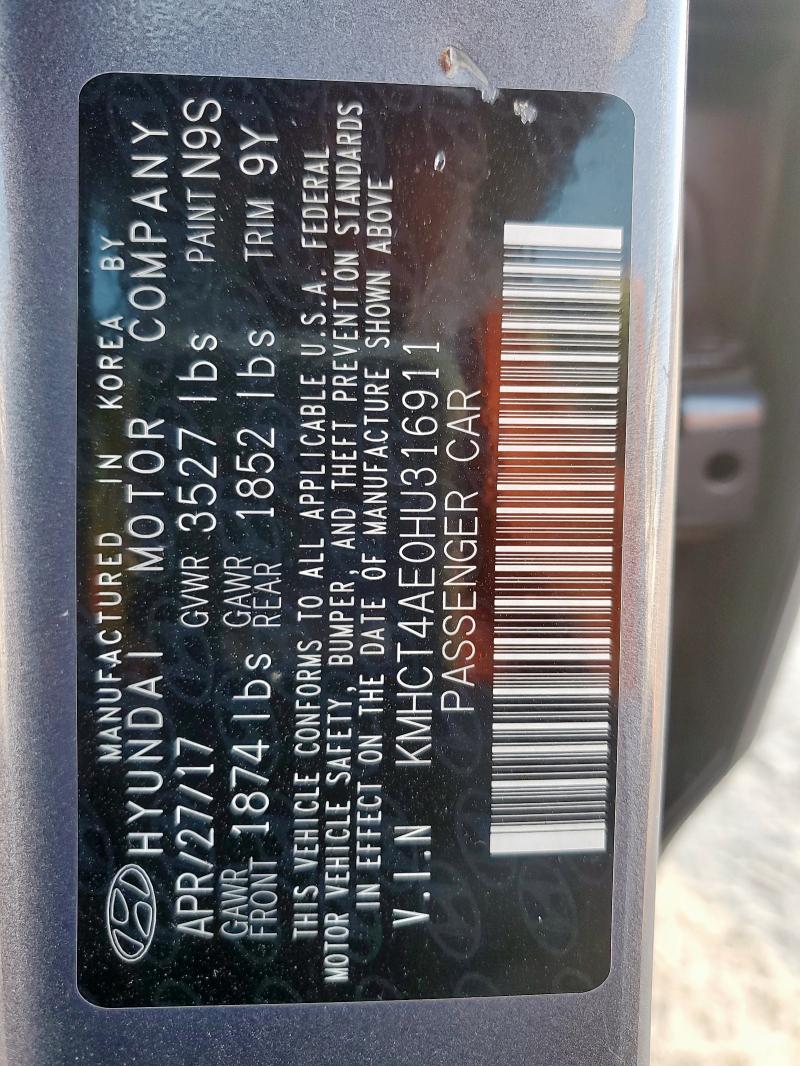 MANUFACTURED IN KOREA BY
HYUNDAI MOTOR COMPANY
APR/27/17 GVWR 3527 lbs PAINT N9S
GAWR FRONT 1874 lbs GAWR REAR 1852 lbs TRIM 9Y
THIS VEHICLE CONFORMS TO ALL APPLICABLE U.S.A. FEDERAL
MOTOR VEHICLE SAFETY, BUMPER, AND THEFT PREVENTION STANDARDS
IN EFFECT ON THE DATE OF MANUFACTURE SHOWN ABOVE
V.I.N KMHCT4AE0HU316911
PASSENGER CAR